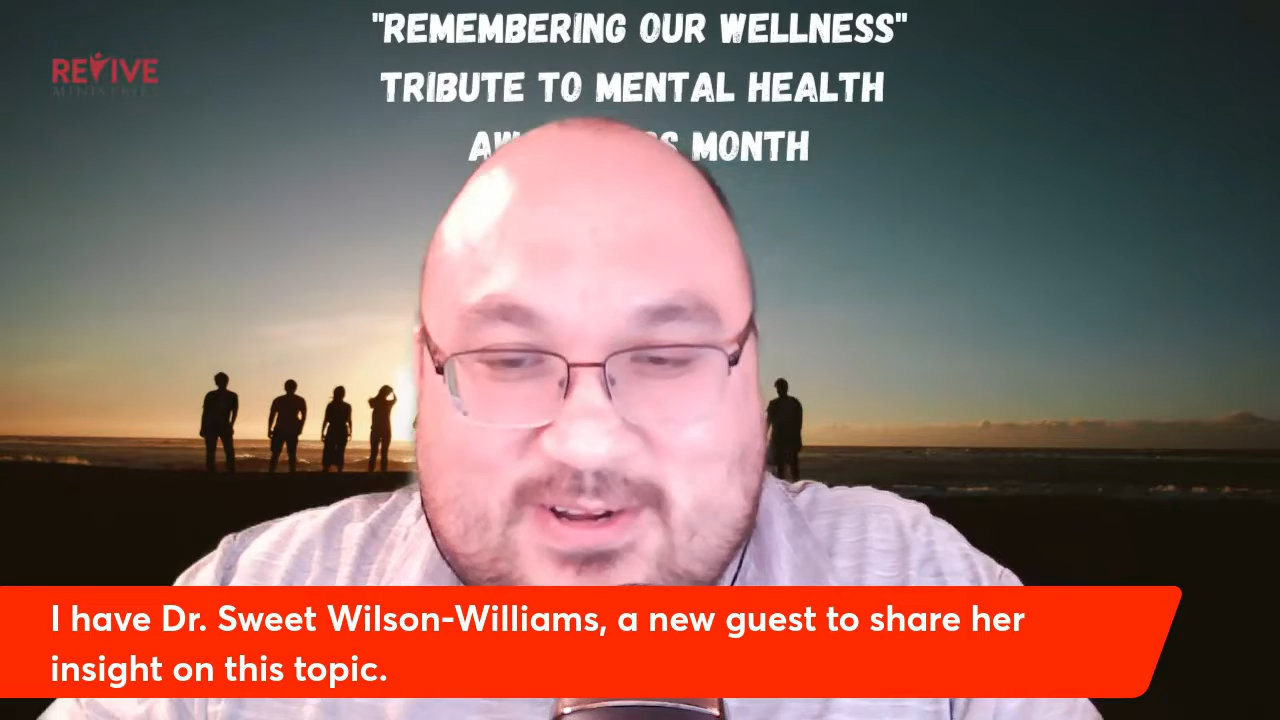 "REMEMBERING OUR WELLNESS"
TRIBUTE TO MENTAL HEALTH
MONTH
REVIVE
MINISTRIES
I have Dr. Sweet Wilson-Williams, a new guest to share her
insight on this topic.